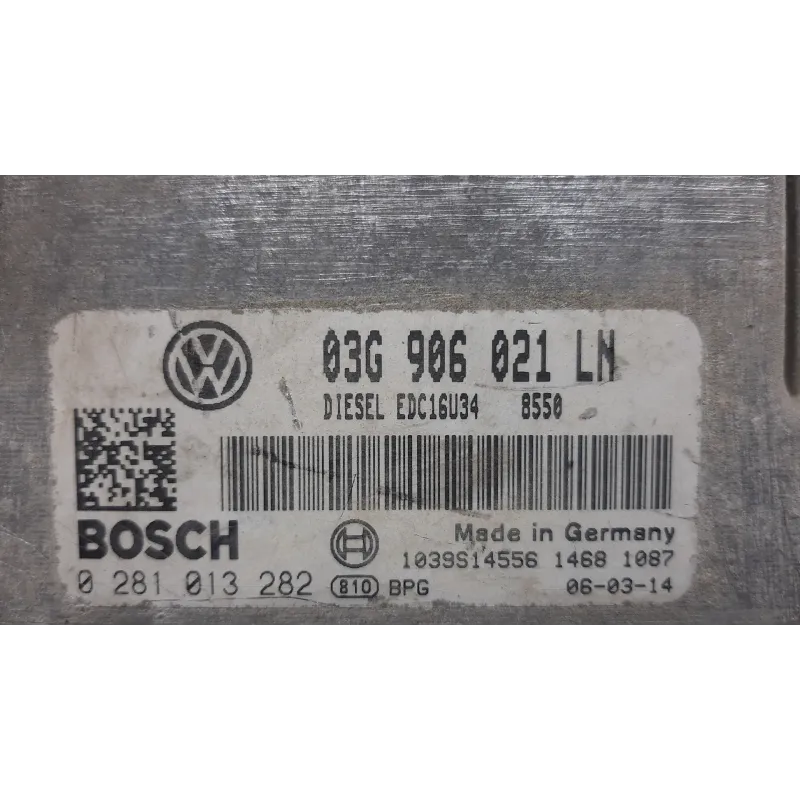 03G 906 021 LN
DIESEL EDC16U34 8550
BOSCH
Made in Germany
1039S14556 1468 1087
0 281 013 282 810 BPG 06-03-14